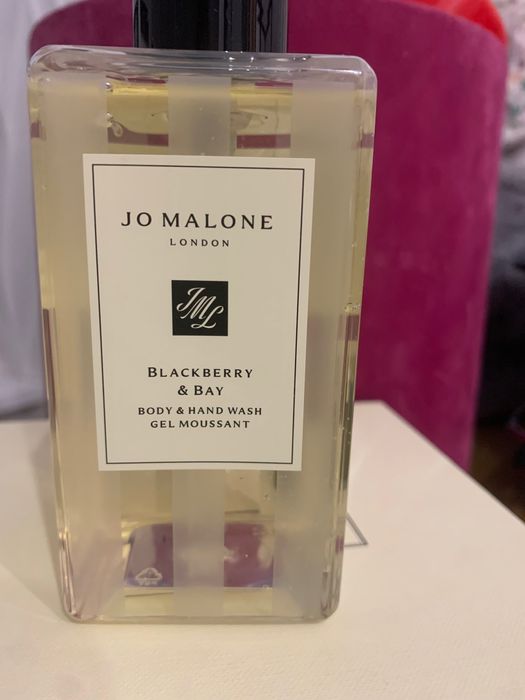 JO MALONE
LONDON
JML
BLACKBERRY
& BAY
BODY & HAND WASH
GEL MOUSSANT